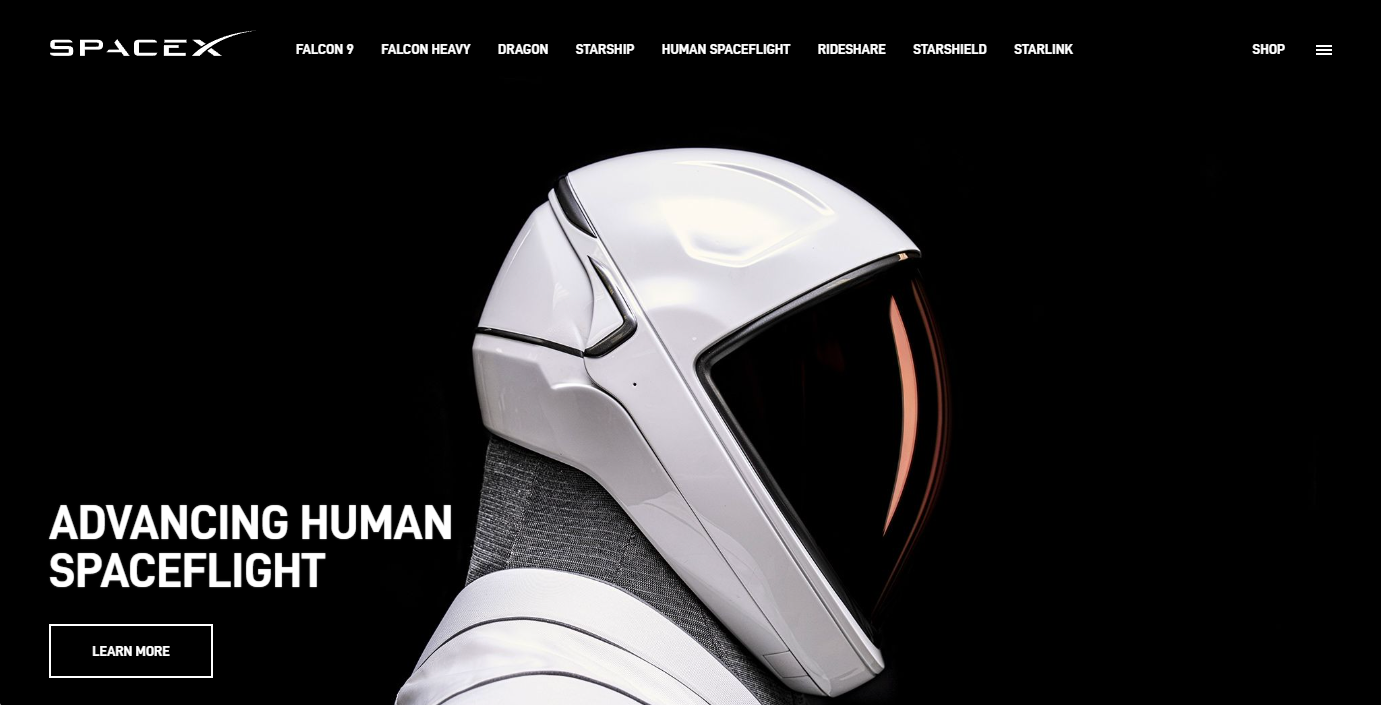 SPACEX FALCON 9 FALCON HEAVY DRAGON STARSHIP HUMAN SPACEFLIGHT RIDESHARE STARSHIELD STARLINK SHOP
ADVANCING HUMAN
SPACEFLIGHT
LEARN MORE